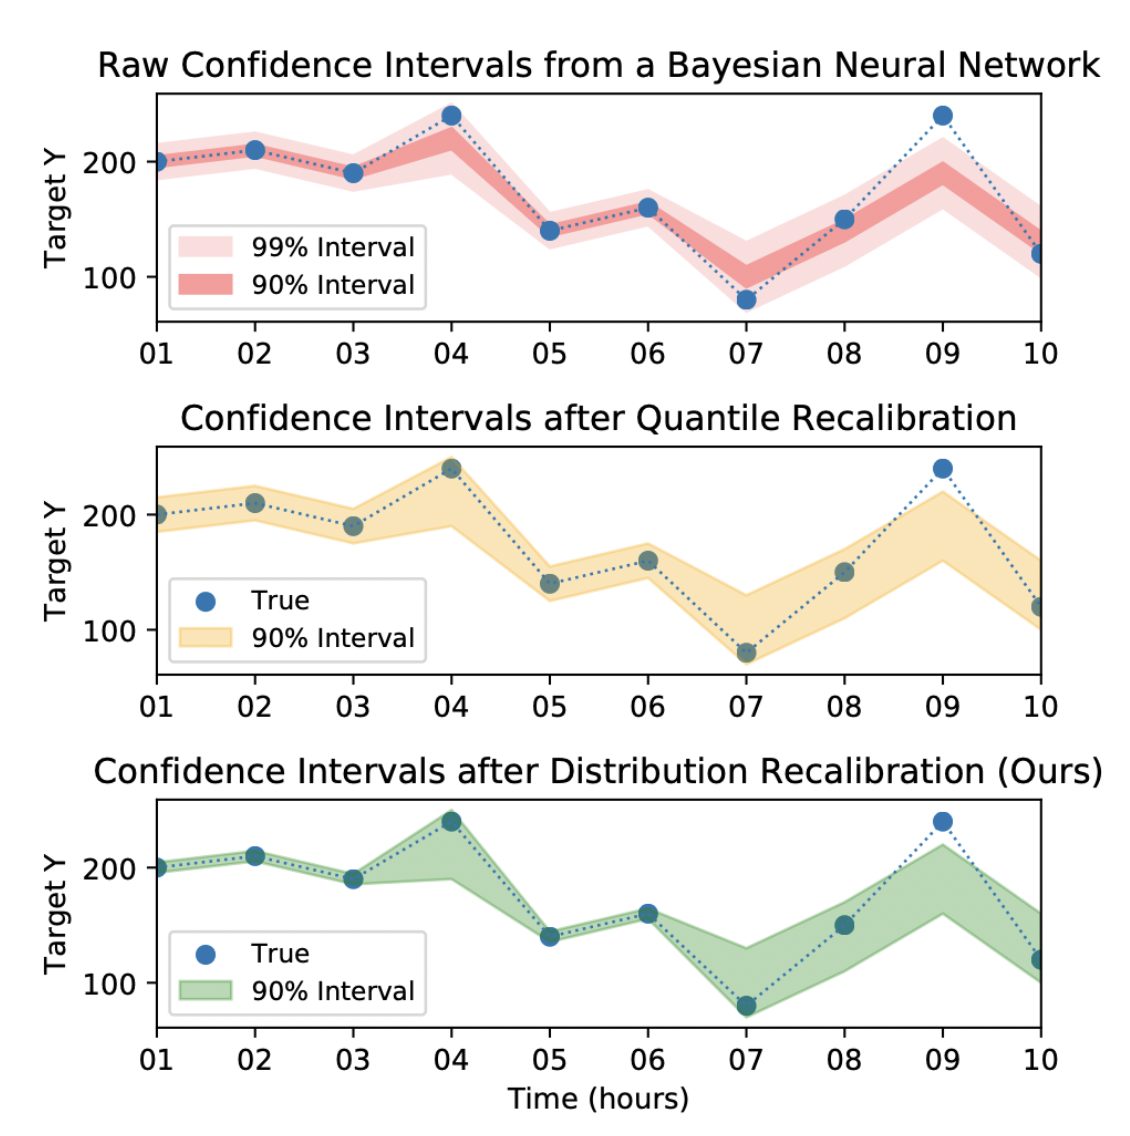 Raw Confidence Intervals from a Bayesian Neural Network
Target Y
200
100
99% Interval
90% Interval
01 02 03 04 05 06 07 08 09 10
Confidence Intervals after Quantile Recalibration
Target Y
200
100
True
90% Interval
01 02 03 04 05 06 07 08 09 10
Confidence Intervals after Distribution Recalibration (Ours)
Target Y
200
100
True
90% Interval
01 02 03 04 05 06 07 08 09 10
Time (hours)